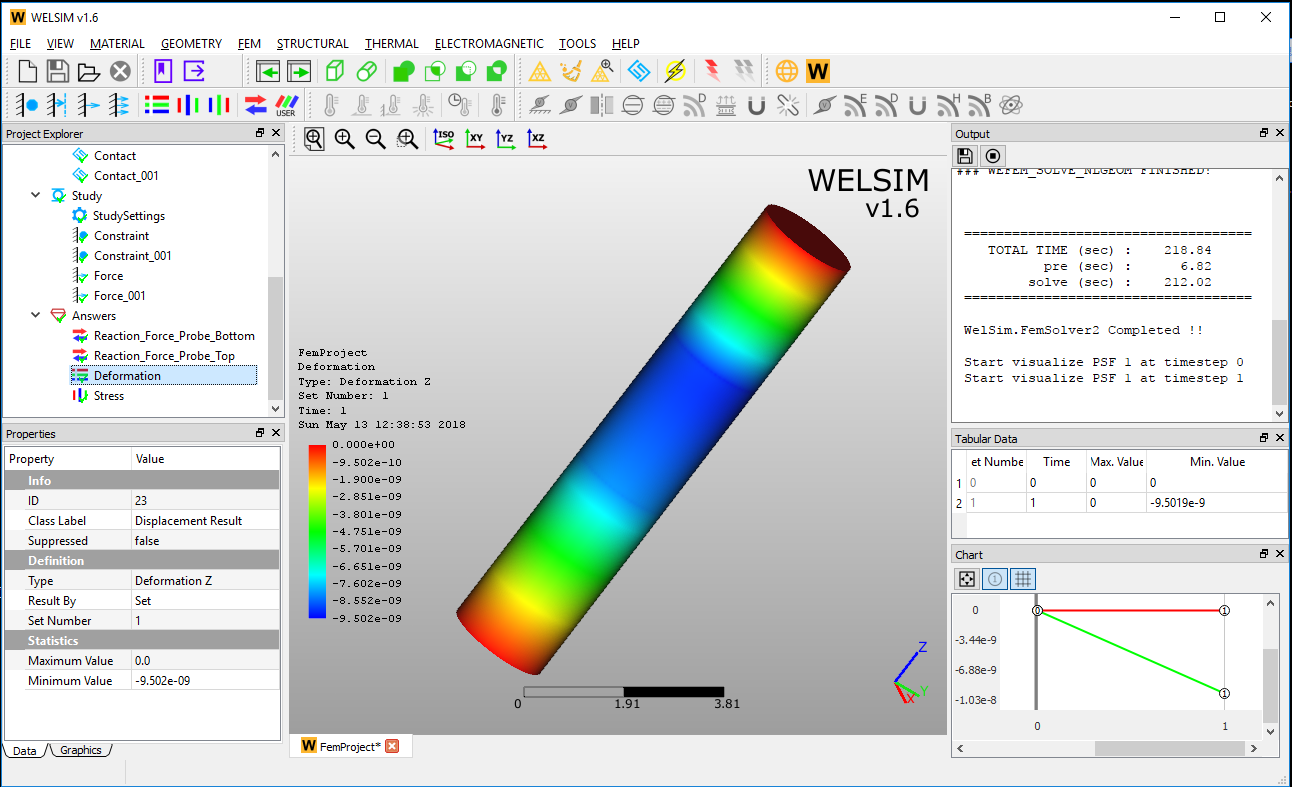 WELSIM v1.6
FILE VIEW MATERIAL GEOMETRY FEM STRUCTURAL THERMAL ELECTROMAGNETIC TOOLS HELP
W
USER D E D H B
Project Explorer
Contact
Contact_001
Study
StudySettings
Constraint
Constraint_001
Force
Force_001
Answers
Reaction_Force_Probe_Bottom
Reaction_Force_Probe_Top
Deformation
Stress
Properties
Property Value
Info
ID 23
Class Label Displacement Result
Suppressed false
Definition
Type Deformation Z
Result By Set
Set Number 1
Statistics
Maximum Value 0.0
Minimum Value -9.502e-09
Data Graphics
ISO XY YZ XZ
WELSIM
v1.6
FemProject
Deformation
Type: Deformation Z
Set Number: 1
Time: 1
Sun May 13 12:38:53 2018
0.000e+00
-9.502e-10
-1.900e-09
-2.851e-09
-3.801e-09
-4.751e-09
-5.701e-09
-6.651e-09
-7.602e-09
-8.552e-09
-9.502e-09
0 1.91 3.81
Z
Y
X
FemProject*
Output
### WEFEM_SOLVE_NLGEOM FINISHED!
====================================
TOTAL TIME (sec) : 218.84
pre (sec) : 6.82
solve (sec) : 212.02
====================================
WelSim.FemSolver2 Completed !!
Start visualize PSF 1 at timestep 0
Start visualize PSF 1 at timestep 1
Tabular Data
et Numbe Time Max. Value Min. Value
1 0 0 0 0
2 1 1 0 -9.5019e-9
Chart
0
-3.44e-9
-6.88e-9
-1.03e-8
0 1
1
0 1